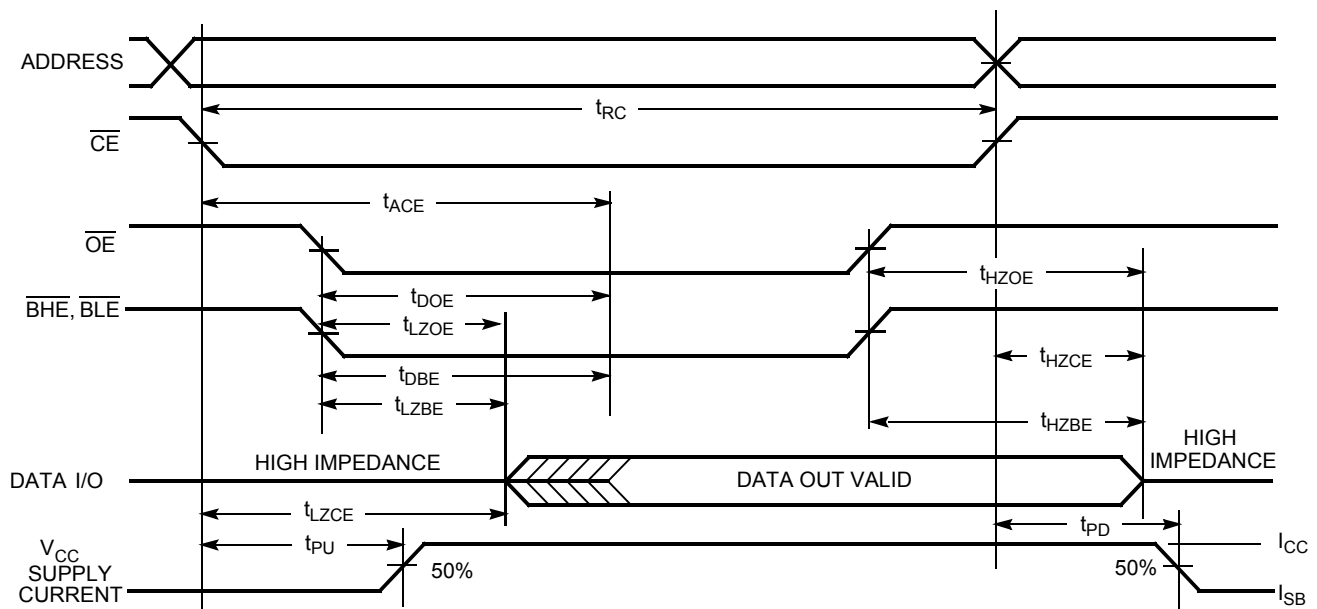 ADDRESS
tRC
CE
tACE
OE
tHZOE
tDOE
BHE, BLE
tLZOE
tHZCE
tDBE
tLZBE
tHZBE
HIGH IMPEDANCE
HIGH
IMPEDANCE
DATA I/O
DATA OUT VALID
tLZCE
tPD
tPU
VCC
SUPPLY
CURRENT
50%
50%
ICC
ISB